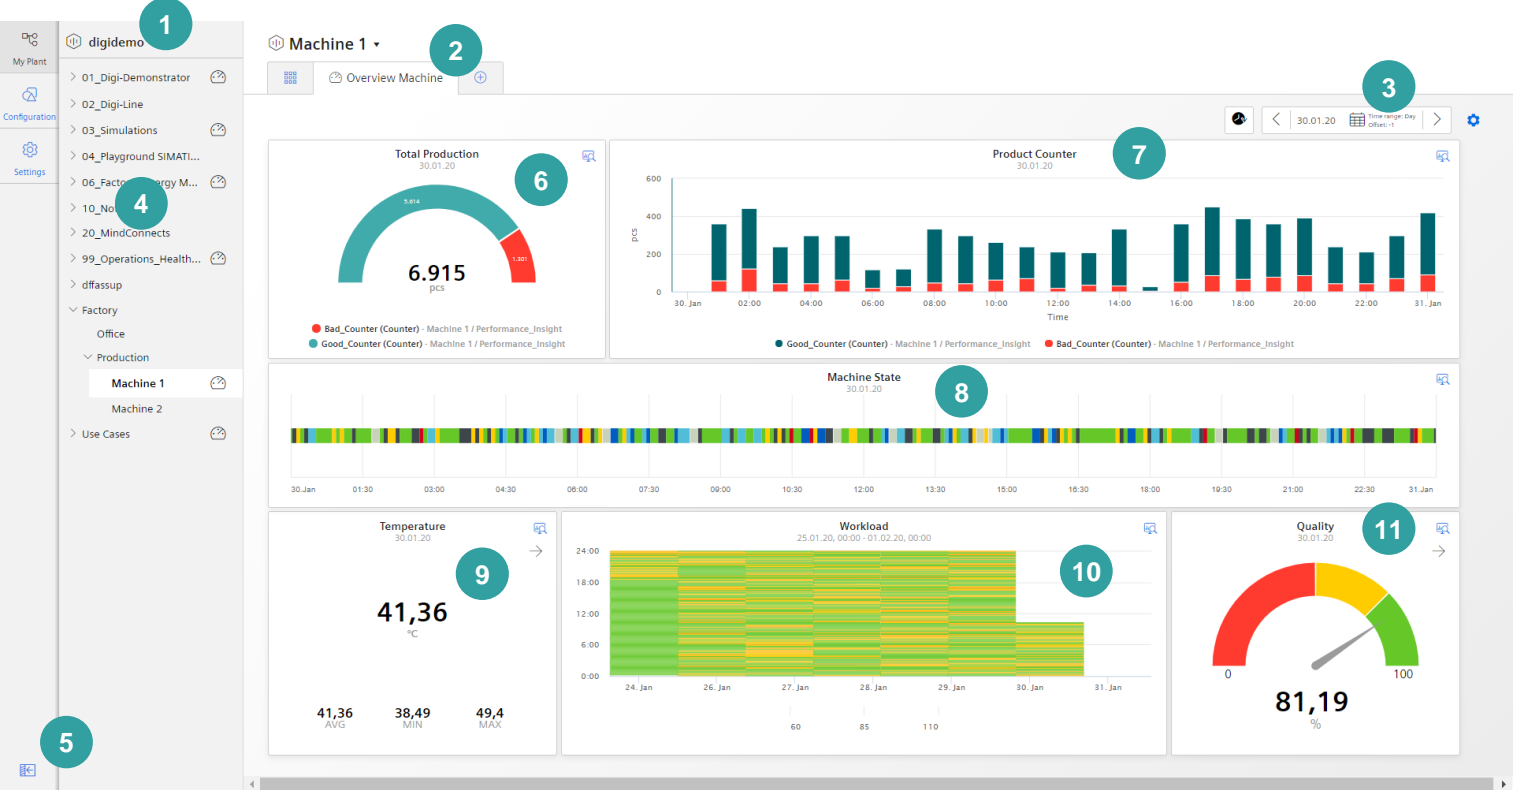 1
digidemo
My Plant
Configuration
Settings
01_Digi-Demonstrator
02_Digi-Line
03_Simulations
04_Playground SIMATI...
06_Facto ergy M...
10_No
4
20_MindConnects
99_Operations_Health...
dffassup
Factory
Office
Production
Machine 1
Machine 2
Use Cases
5
Machine 1
2
Overview Machine
3
30.01.20
Time range: Day
Offset: -1
Total Production
30.01.20
6
5.614
1.301
6.915
pcs
Bad_Counter (Counter) - Machine 1 / Performance_Insight
Good_Counter (Counter) - Machine 1 / Performance_Insight
Product Counter
30.01.20
7
600
400
200
0
pcs
30. Jan 02:00 04:00 06:00 08:00 10:00 12:00 14:00 16:00 18:00 20:00 22:00 31. Jan
Time
Good_Counter (Counter) - Machine 1 / Performance_Insight Bad_Counter (Counter) - Machine 1 / Performance_Insight
Machine State
30.01.20
8
30.Jan 01:30 03:00 04:30 06:00 07:30 09:00 10:30 12:00 13:30 15:00 16:30 18:00 19:30 21:00 22:30 31.Jan
Temperature
30.01.20
9
41,36
°C
41,36 38,49 49,4
AVG MIN MAX
Workload
25.01.20, 00:00 - 01.02.20, 00:00
10
24:00
18:00
12:00
6:00
0:00
24. Jan 26. Jan 27. Jan 28. Jan 29. Jan 30. Jan 31. Jan
60 85 110
Quality
30.01.20
11
0 100
81,19
%